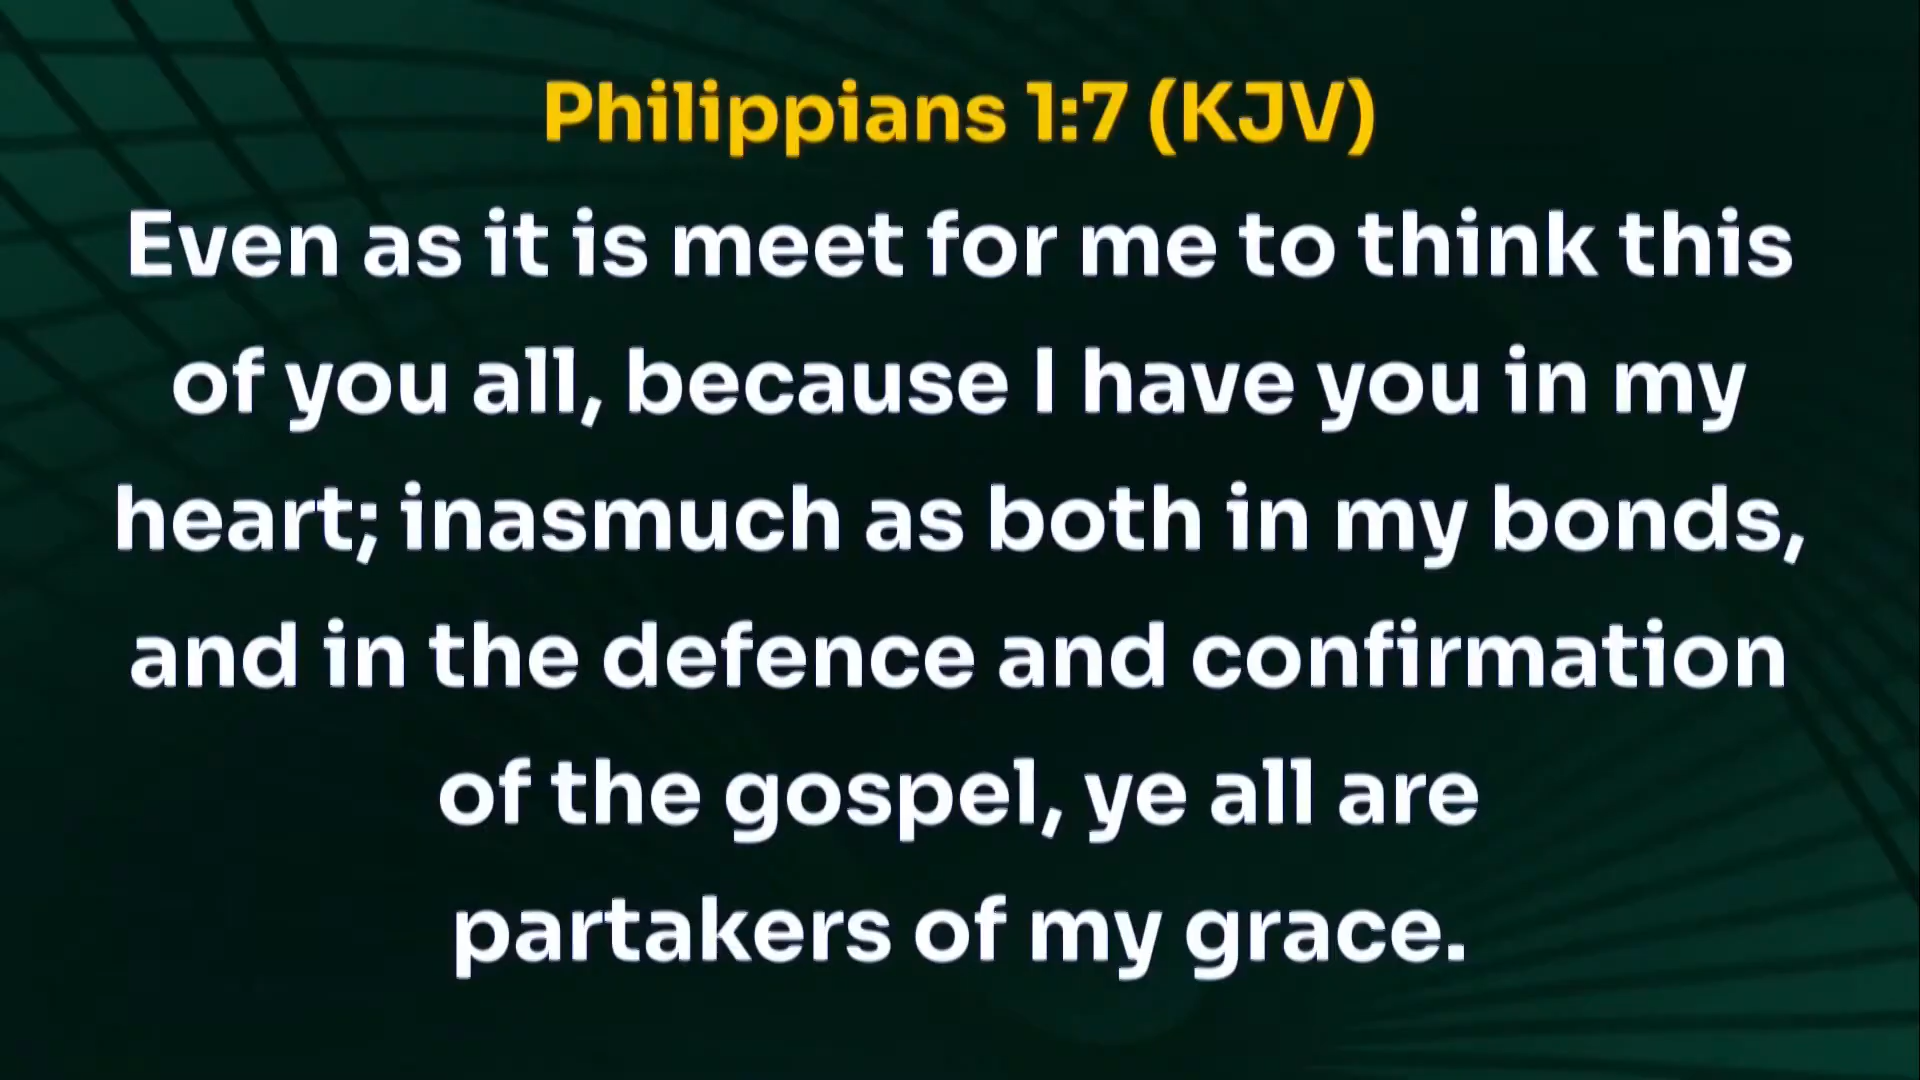 Philippians 1:7 (KJV)
Even as it is meet for me to think this
of you all, because I have you in my
heart; inasmuch as both in my bonds,
and in the defence and confirmation
of the gospel, ye all are
partakers of my grace.